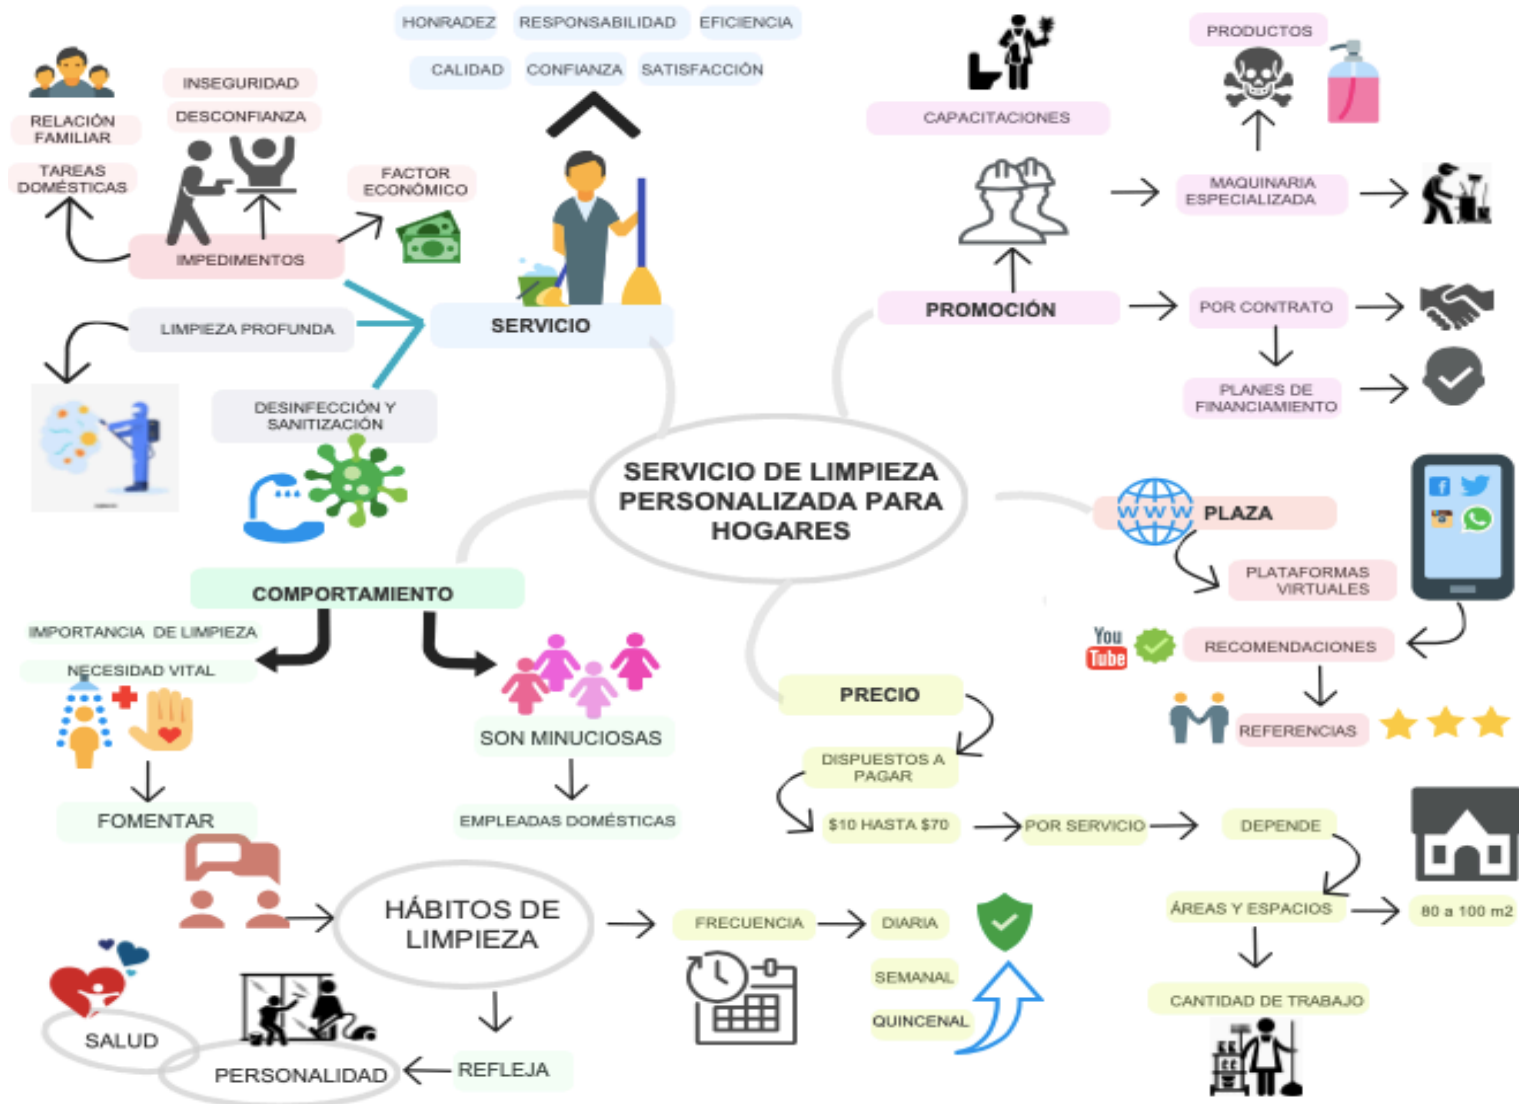 HONRADEZ
RESPONSABILIDAD
EFICIENCIA
CALIDAD
CONFIANZA
SATISFACCIÓN
RELACIÓN
FAMILIAR
TAREAS
DOMÉSTICAS
INSEGURIDAD
DESCONFIANZA
FACTOR
ECONÓMICO
IMPEDIMENTOS
LIMPIEZA PROFUNDA
SERVICIO
DESINFECCIÓN Y
SANITIZACIÓN
CAPACITACIONES
PRODUCTOS
MAQUINARIA
ESPECIALIZADA
PROMOCIÓN
POR CONTRATO
PLANES DE
FINANCIAMIENTO
SERVICIO DE LIMPIEZA
PERSONALIZADA PARA
HOGARES
WWW
PLAZA
PLATAFORMAS
VIRTUALES
You
Tube
RECOMENDACIONES
REFERENCIAS
COMPORTAMIENTO
IMPORTANCIA DE LIMPIEZA
NECESIDAD VITAL
FOMENTAR
SON MINUCIOSAS
EMPLEADAS DOMÉSTICAS
PRECIO
DISPUESTOS A
PAGAR
$10 HASTA $70
POR SERVICIO
DEPENDE
ÁREAS Y ESPACIOS
80 a 100 m2
CANTIDAD DE TRABAJO
HÁBITOS DE
LIMPIEZA
FRECUENCIA
DIARIA
SEMANAL
QUINCENAL
REFLEJA
PERSONALIDAD
SALUD